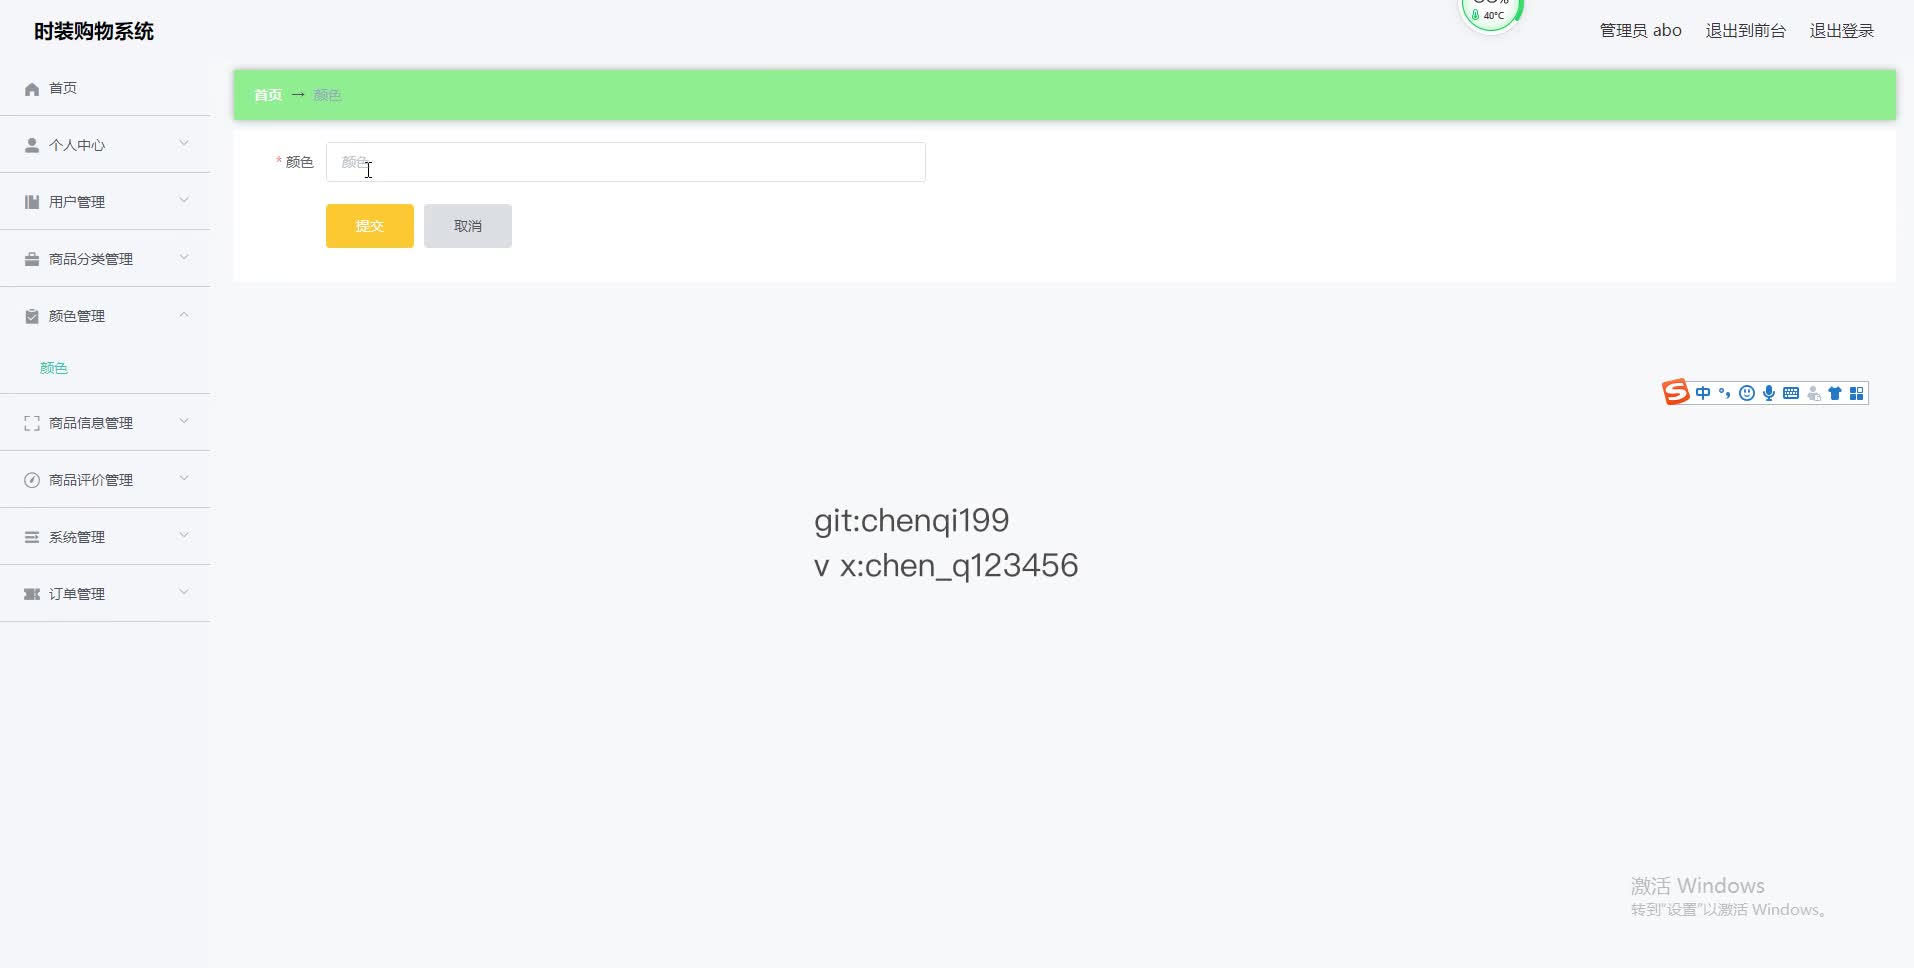 时装购物系统
40°C
管理员 abo
退出到前台
退出登录
首页
个人中心
用户管理
商品分类管理
颜色管理
颜色
商品信息管理
商品评价管理
系统管理
订单管理
首页 → 颜色
* 颜色
颜色
提交
取消
中
git:chenqi199
v x:chen_q123456
激活 Windows
转到"设置"以激活 Windows。